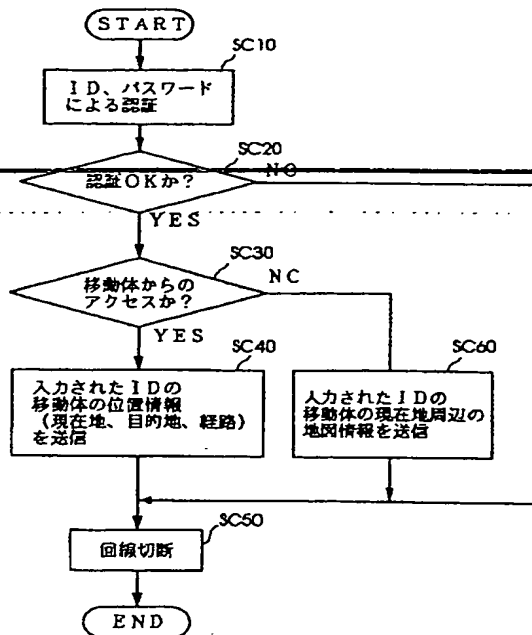 START
SC10
ID、パスワード
による認証
SC20
認証OKか?
NO
YES
SC30
移動体からの
アクセスか?
NC
YES
SC40
入力されたIDの
移動体の位置情報
(現在地、目的地、経路)
を送信
SC60
入力されたIDの
移動体の現在地周辺の
地図情報を送信
SC50
回線切断
END